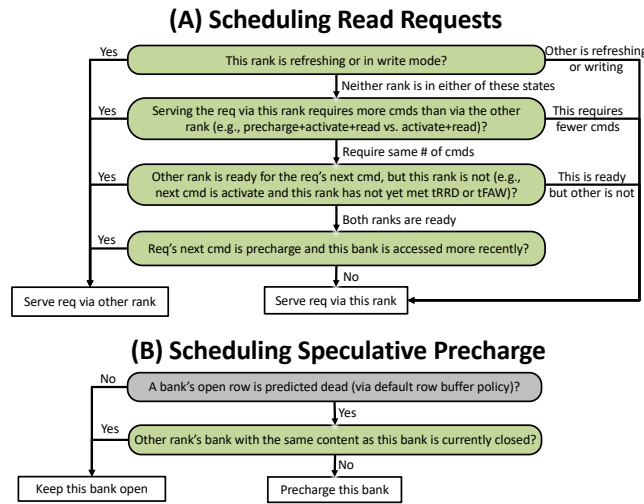 (A) Scheduling Read Requests
Yes
This rank is refreshing or in write mode?
Other is refreshing
or writing
Neither rank is in either of these states
Yes
Serving the req via this rank requires more cmds than via the other
rank (e.g., precharge+activate+read vs. activate+read)?
This requires
fewer cmds
Require same # of cmds
Yes
Other rank is ready for the req's next cmd, but this rank is not (e.g.,
next cmd is activate and this rank has not yet met tRRD or tFAW)?
This is ready
but other is not
Both ranks are ready
Yes
Req's next cmd is precharge and this bank is accessed more recently?
No
Serve req via other rank
Serve req via this rank
(B) Scheduling Speculative Precharge
No
A bank's open row is predicted dead (via default row buffer policy)?
Yes
Yes
Other rank's bank with the same content as this bank is currently closed?
No
Keep this bank open
Precharge this bank